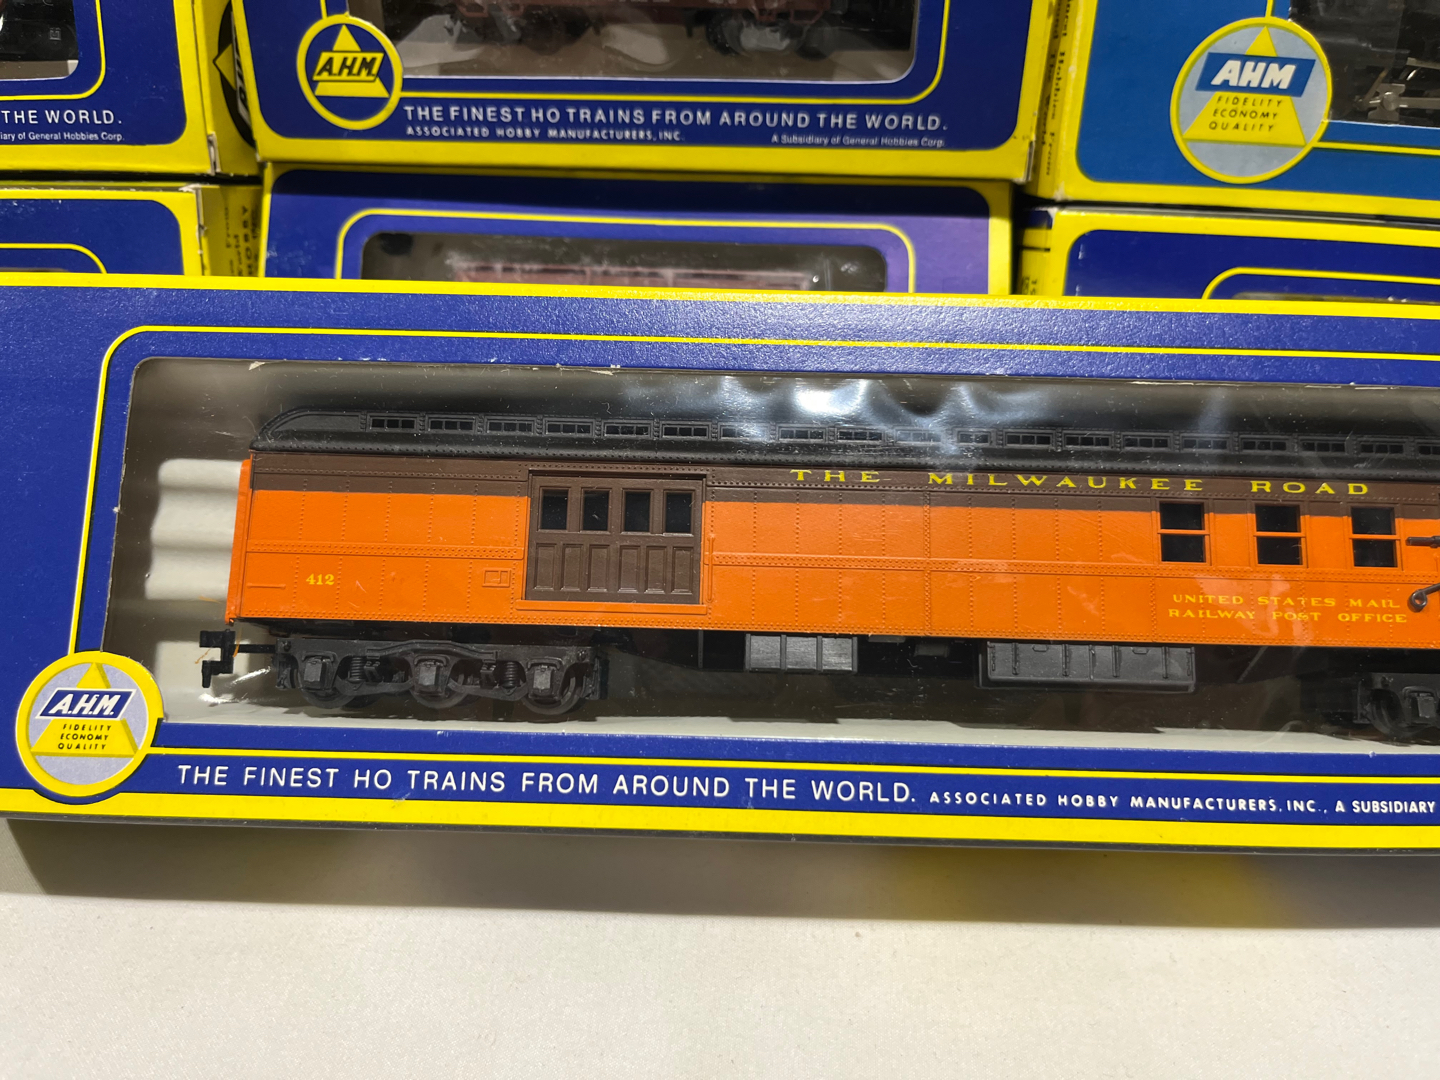 THE WORLD.
iary of General Hobbies Corp.
A.H.M.
THE FINEST HO TRAINS FROM AROUND THE WORLD.
ASSOCIATED HOBBY MANUFACTURERS, INC.
A Subsidiary of General Hobbies Corp.
AHM
FIDELITY
ECONOMY
QUALITY
THE MILWAUKEE ROAD
412
UNITED STATES MAIL
RAILWAY POST OFFICE
A.H.M.
FIDELITY
ECONOMY
QUALITY
THE FINEST HO TRAINS FROM AROUND THE WORLD. ASSOCIATED HOBBY MANUFACTURERS, INC., A SUBSIDIARY